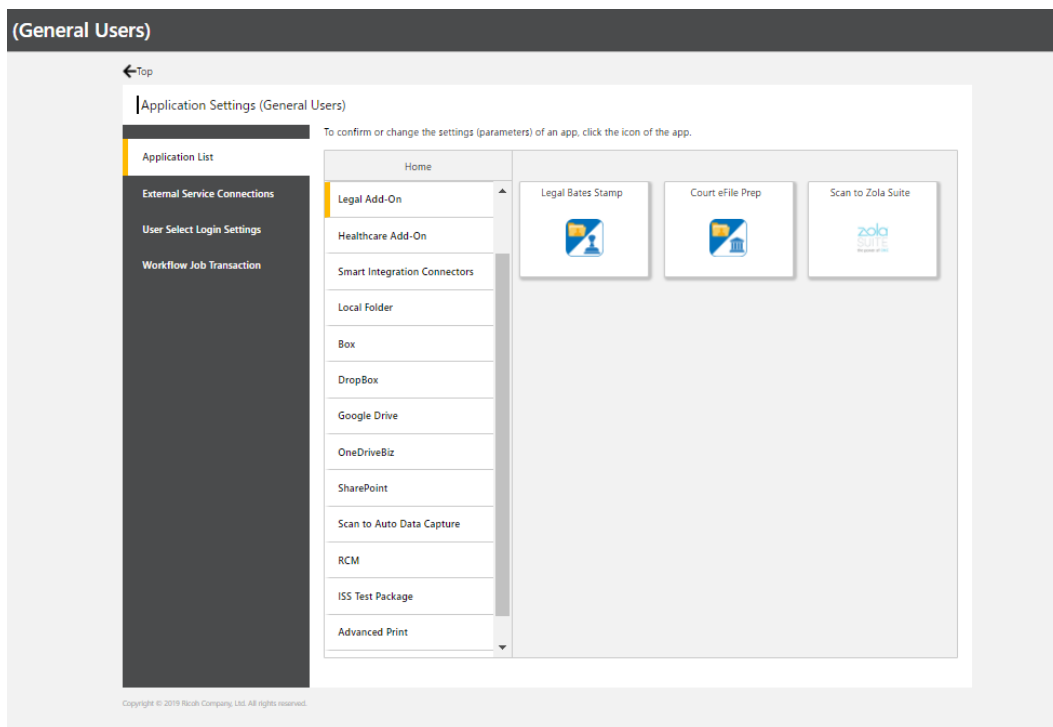 (General Users)
Top
Application Settings (General Users)
Application List
External Service Connections
User Select Login Settings
Workflow Job Transaction
To confirm or change the settings (parameters) of an app, click the icon of the app.
Home
Legal Add-On
Healthcare Add-On
Smart Integration Connectors
Local Folder
Box
DropBox
Google Drive
OneDriveBiz
SharePoint
Scan to Auto Data Capture
RCM
ISS Test Package
Advanced Print
Legal Bates Stamp
Court eFile Prep
Scan to Zola Suite
zola
SUITE
Copyright © 2019 Ricoh Company, Ltd. All rights reserved.